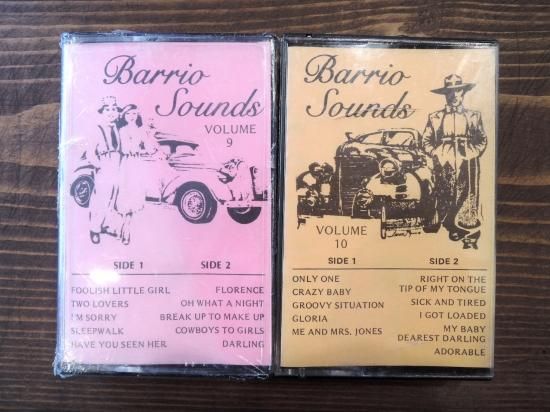 Barrio
Sounds
VOLUME
9
SIDE 1
FOOLISH LITTLE GIRL
TWO LOVERS
I'M SORRY
SLEEPWALK
HAVE YOU SEEN HER
SIDE 2
FLORENCE
OH WHAT A NIGHT
BREAK UP TO MAKE UP
COWBOYS TO GIRLS
DARLING
Barrio
Sounds
VOLUME
10
SIDE 1
ONLY ONE
CRAZY BABY
GROOVY SITUATION
GLORIA
ME AND MRS. JONES
SIDE 2
RIGHT ON THE
TIP OF MY TONGUE
SICK AND TIRED
I GOT LOADED
MY BABY
DEAREST DARLING
ADORABLE